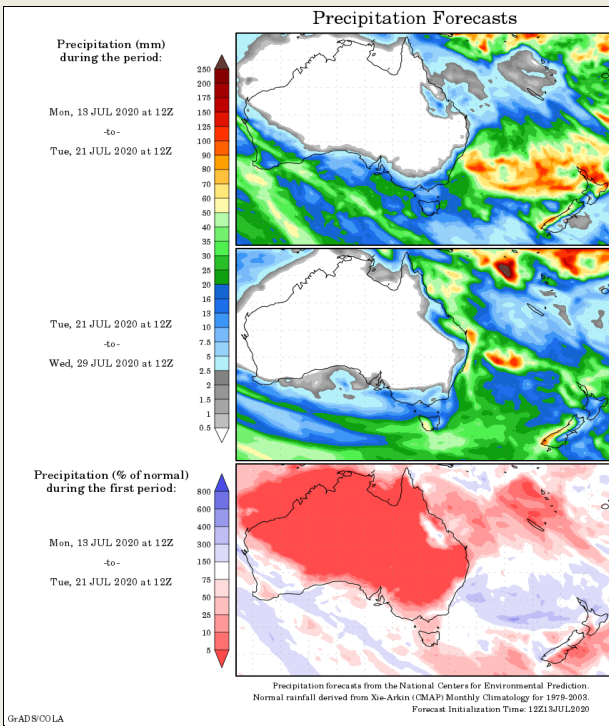 Precipitation Forecasts
Precipitation (mm)
during the period:
Mon, 13 JUL 2020 at 12Z
-to-
Tue, 21 JUL 2020 at 12Z
250
200
175
150
125
100
90
80
70
60
50
40
35
30
25
20
16
13
10
7.5
5
2.5
2
1.5
1
0.5
Tue, 21 JUL 2020 at 12Z
-to-
Wed, 29 JUL 2020 at 12Z
Precipitation (% of normal)
during the first period:
Mon, 13 JUL 2020 at 12Z
-to-
Tue, 21 JUL 2020 at 12Z
800
600
400
300
150
75
50
25
10
5
Precipitation forecasts from the National Centers for Environmental Prediction.
Normal rainfall derived from Xie-Arkin (CMAP) Monthly Climatology for 1979-2003.
Forecast Initialization Time: 12Z13JUL2020
GrADS/COLA